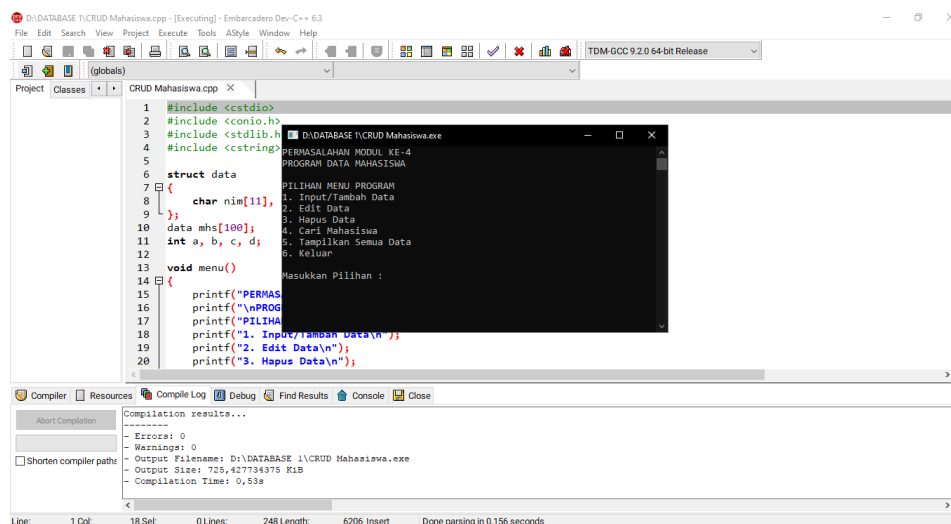 D:\DATABASE 1\CRUD Mahasiswa.cpp - [Executing] - Embarcadero Dev-C++ 6.3
File Edit Search View Project Execute Tools AStyle Window Help
TDM-GCC 9.2.0 64-bit Release
(globals)
Project Classes CRUD Mahasiswa.cpp
1 #include <cstdio>
2 #include <conio.h>
3 #include <stdlib.h
4 #include <cstring>
5
6 struct data
7 {
8 char nim[11],
9 };
10 data mhs[100];
11 int a, b, c, d;
12
13 void menu()
14 {
15 printf("PERMAS
16 printf("\nPROG
17 printf("PILIHA
18 printf("1. Input/Tambah Data\n");
19 printf("2. Edit Data\n");
20 printf("3. Hapus Data\n");
D:\DATABASE 1\CRUD Mahasiswa.exe
PERMASALAHAN MODUL KE-4
PROGRAM DATA MAHASISWA
PILIHAN MENU PROGRAM
1. Input/Tambah Data
2. Edit Data
3. Hapus Data
4. Cari Mahasiswa
5. Tampilkan Semua Data
6. Keluar
Masukkan Pilihan :
Compiler Resources Compile Log Debug Find Results Console Close
Abort Compilation
Shorten compiler paths
Compilation results...
--------
- Errors: 0
- Warnings: 0
- Output Filename: D:\DATABASE 1\CRUD Mahasiswa.exe
- Output Size: 725,427734375 KiB
- Compilation Time: 0,53s
Line: 1 Col: 18 Sel: 0 Lines: 248 Length: 6206 Insert Done parsing in 0.156 seconds